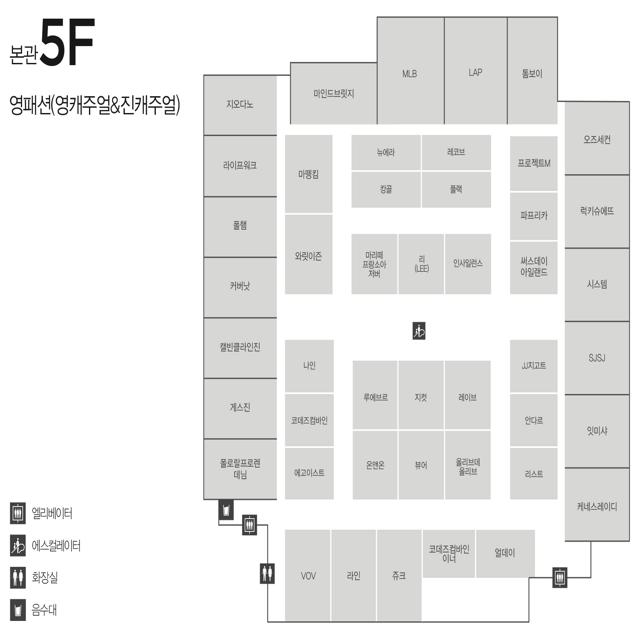 본관 5F
영패션(영캐주얼&진캐주얼)
MLB
LAP
톰보이
마인드브릿지
지오다노
라이프워크
폴햄
커버낫
캘빈클라인진
게스진
폴로랄프로렌
데님
마뗑킴
와릿이즌
뉴에라
레코브
캉골
플랙
마리떼
프랑소아
저버
리
(LEE)
인사일런스
프로젝트M
파프리카
써스데이
아일랜드
오즈세컨
럭키슈에뜨
시스템
SJSJ
잇미샤
케네스레이디
나인
코데즈컴바인
에고이스트
루에브르
지컷
레이브
온앤온
뷰어
올리브데
올리브
JJ지고트
안다르
리스트
VOV
라인
쥬크
코데즈컴바인
이너
얼데이
엘리베이터
에스컬레이터
화장실
음수대